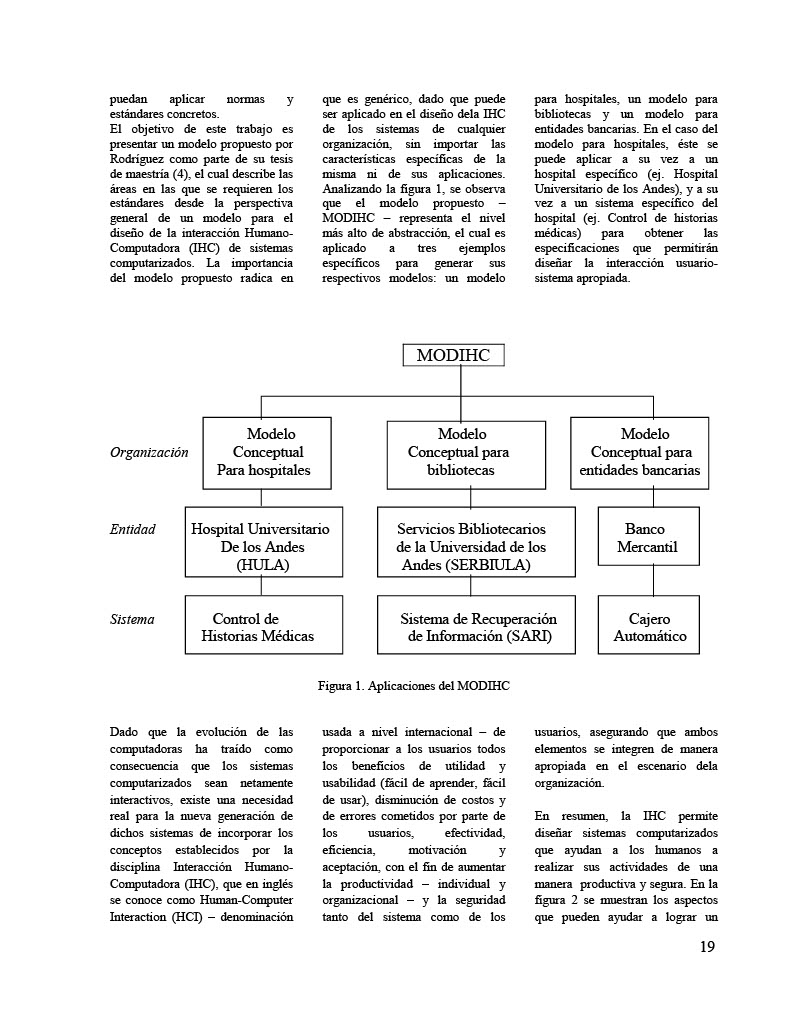 puedan aplicar normas y
estándares concretos.
El objetivo de este trabajo es
presentar un modelo propuesto por
Rodríguez como parte de su tesis
de maestría (4), el cual describe las
áreas en las que se requieren los
estándares desde la perspectiva
general de un modelo para el
diseño de la interacción Humano-
Computadora (IHC) de sistemas
computarizados. La importancia
del modelo propuesto radica en
que es genérico, dado que puede
ser aplicado en el diseño dela IHC
de los sistemas de cualquier
organización, sin importar las
características específicas de la
misma ni de sus aplicaciones.
Analizando la figura 1, se observa
que el modelo propuesto –
MODIHC – representa el nivel
más alto de abstracción, el cual es
aplicado a tres ejemplos
específicos para generar sus
respectivos modelos: un modelo
para hospitales, un modelo para
bibliotecas y un modelo para
entidades bancarias. En el caso del
modelo para hospitales, éste se
puede aplicar a su vez a un
hospital específico (ej. Hospital
Universitario de los Andes), y a su
vez a un sistema específico del
hospital (ej. Control de historias
médicas) para obtener las
especificaciones que permitirán
diseñar la interacción usuario-
sistema apropiada.
MODIHC
Organización
Modelo
Conceptual
Para hospitales
Modelo
Conceptual para
bibliotecas
Modelo
Conceptual para
entidades bancarias
Entidad
Hospital Universitario
De los Andes
(HULA)
Servicios Bibliotecarios
de la Universidad de los
Andes (SERBIULA)
Banco
Mercantil
Sistema
Control de
Historias Médicas
Sistema de Recuperación
de Información (SARI)
Cajero
Automático
Figura 1. Aplicaciones del MODIHC
Dado que la evolución de las
computadoras ha traído como
consecuencia que los sistemas
computarizados sean netamente
interactivos, existe una necesidad
real para la nueva generación de
dichos sistemas de incorporar los
conceptos establecidos por la
disciplina Interacción Humano-
Computadora (IHC), que en inglés
se conoce como Human-Computer
Interaction (HCI) – denominación
usada a nivel internacional – de
proporcionar a los usuarios todos
los beneficios de utilidad y
usabilidad (fácil de aprender, fácil
de usar), disminución de costos y
de errores cometidos por parte de
los usuarios, efectividad,
eficiencia, motivación y
aceptación, con el fin de aumentar
la productividad – individual y
organizacional – y la seguridad
tanto del sistema como de los
usuarios, asegurando que ambos
elementos se integren de manera
apropiada en el escenario dela
organización.
En resumen, la IHC permite
diseñar sistemas computarizados
que ayudan a los humanos a
realizar sus actividades de una
manera productiva y segura. En la
figura 2 se muestran los aspectos
que pueden ayudar a lograr un
19